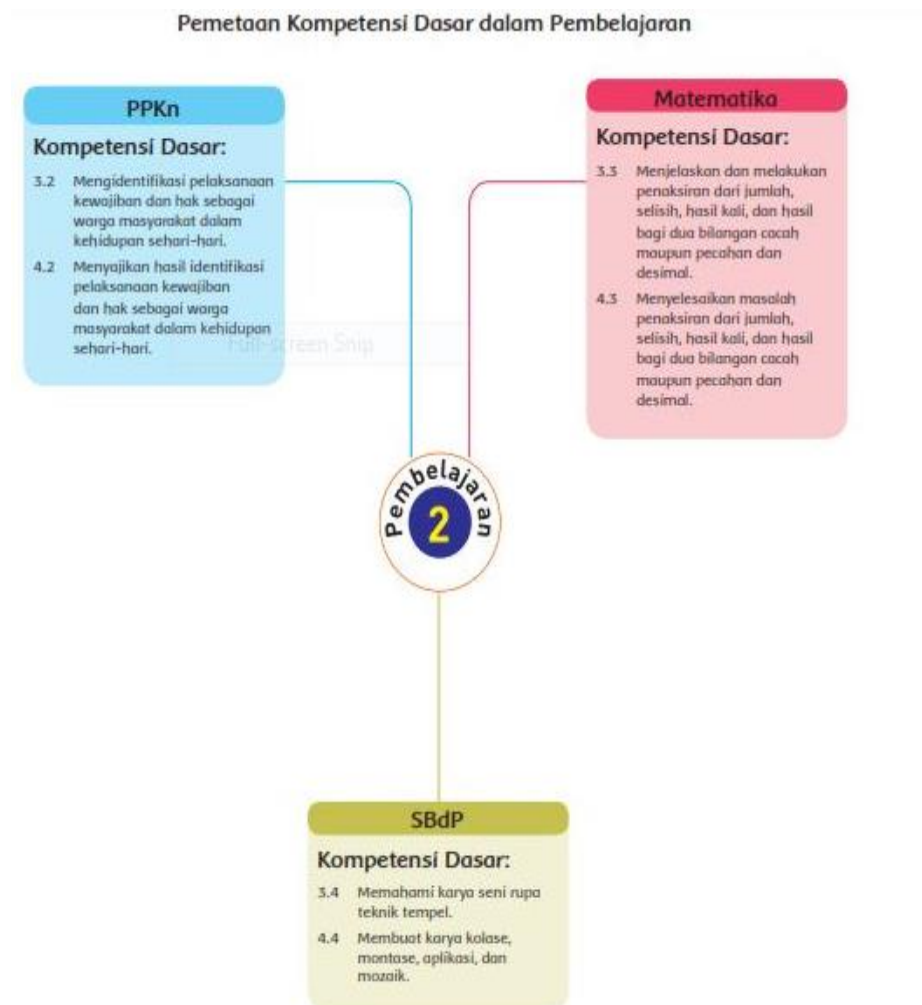 Pemetaan Kompetensi Dasar dalam Pembelajaran
PPKn
Kompetensi Dasar:
3.2 Mengidentifikasi pelaksanaan
kewajiban dan hak sebagai
warga masyarakat dalam
kehidupan sehari-hari.
4.2 Menyajikan hasil identifikasi
pelaksanaan kewajiban
dan hak sebagai warga
masyarakat dalam kehidupan
sehari-hari.
Full-screen Snip
Matematika
Kompetensi Dasar:
3.3 Menjelaskan dan melakukan
penaksiran dari jumlah,
selisih, hasil kali, dan hasil
bagi dua bilangan cacah
maupun pecahan dan
desimal.
4.3 Menyelesaikan masalah
penaksiran dari jumlah,
selisih, hasil kali, dan hasil
bagi dua bilangan cacah
maupun pecahan dan
desimal.
Pembelajaran
2
SBdP
Kompetensi Dasar:
3.4 Memahami karya seni rupa
teknik tempel.
4.4 Membuat karya kolase,
montase, aplikasi, dan
mozaik.